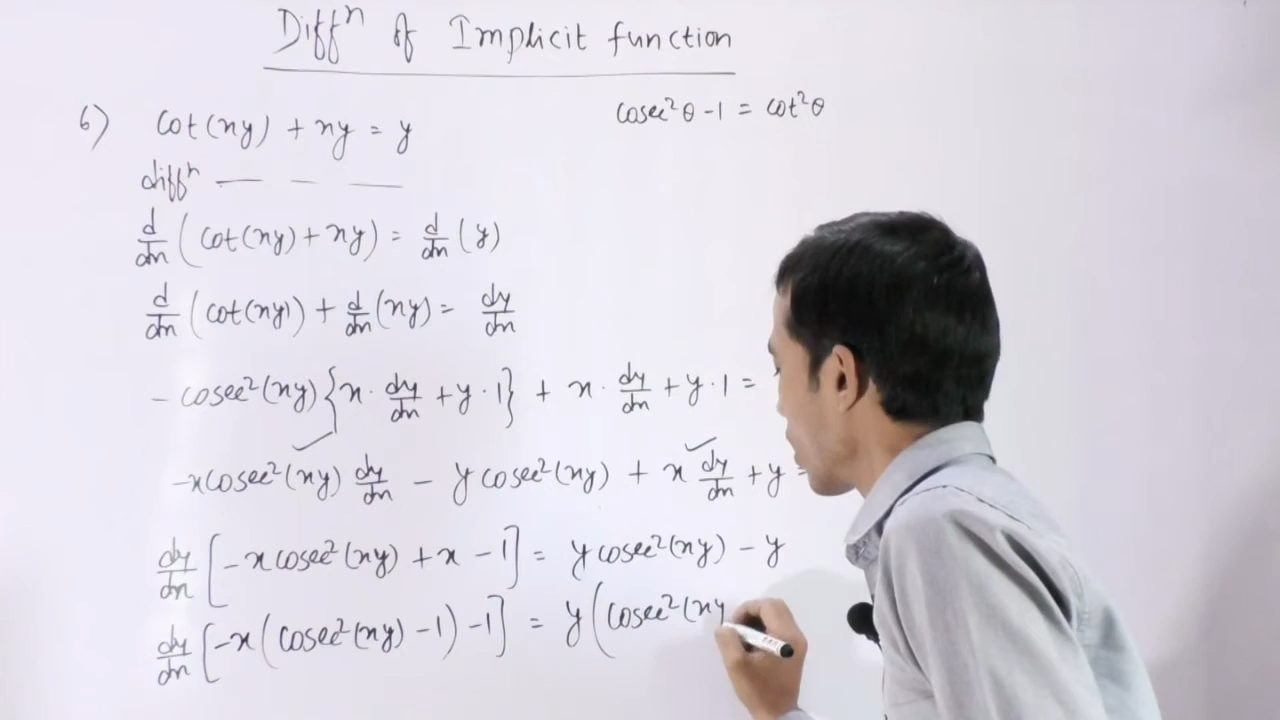 Diffⁿ of Implicit function
6) cot(xy) + xy = y
cosec²θ - 1 = cot²θ
diffⁿ — — —
d/dx (cot(xy) + xy) = d/dx (y)
d/dx (cot(xy)) + d/dx (xy) = dy/dx
- cosec²(xy) {x · dy/dx + y · 1} + x · dy/dx + y · 1 =
-x cosec²(xy) dy/dx - y cosec²(xy) + x dy/dx + y =
dy/dx [-x cosec²(xy) + x - 1] = y cosec²(xy) - y
dy/dx [-x (cosec²(xy) - 1) - 1] = y (cosec²(xy